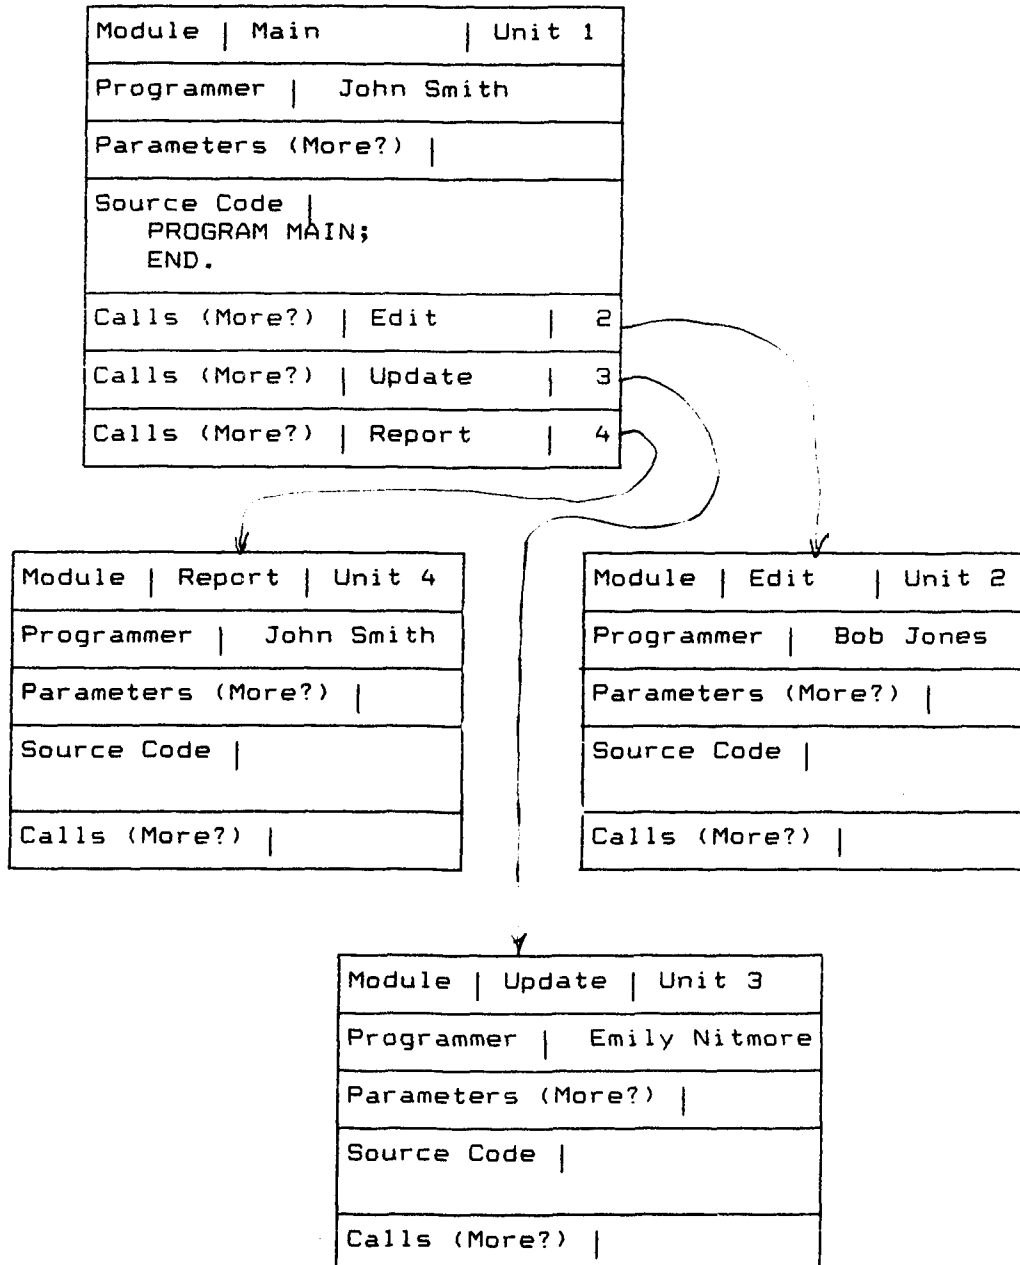 Module | Main | Unit 1
Programmer | John Smith
Parameters (More?) |
Source Code |
PROGRAM MAIN;
END.
Calls (More?) | Edit | 2
Calls (More?) | Update | 3
Calls (More?) | Report | 4
Module | Report | Unit 4
Programmer | John Smith
Parameters (More?) |
Source Code |
Calls (More?) |
Module | Edit | Unit 2
Programmer | Bob Jones
Parameters (More?) |
Source Code |
Calls (More?) |
Module | Update | Unit 3
Programmer | Emily Nitmore
Parameters (More?) |
Source Code |
Calls (More?) |